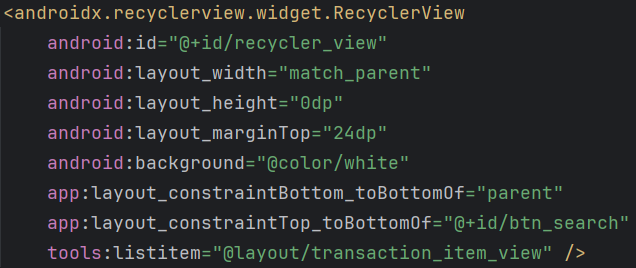 <androidx.recyclerview.widget.RecyclerView
android:id="@+id/recycler_view"
android:layout_width="match_parent"
android:layout_height="0dp"
android:layout_marginTop="24dp"
android:background="@color/white"
app:layout_constraintBottom_toBottomOf="parent"
app:layout_constraintTop_toBottomOf="@+id/btn_search"
tools:listitem="@layout/transaction_item_view" />